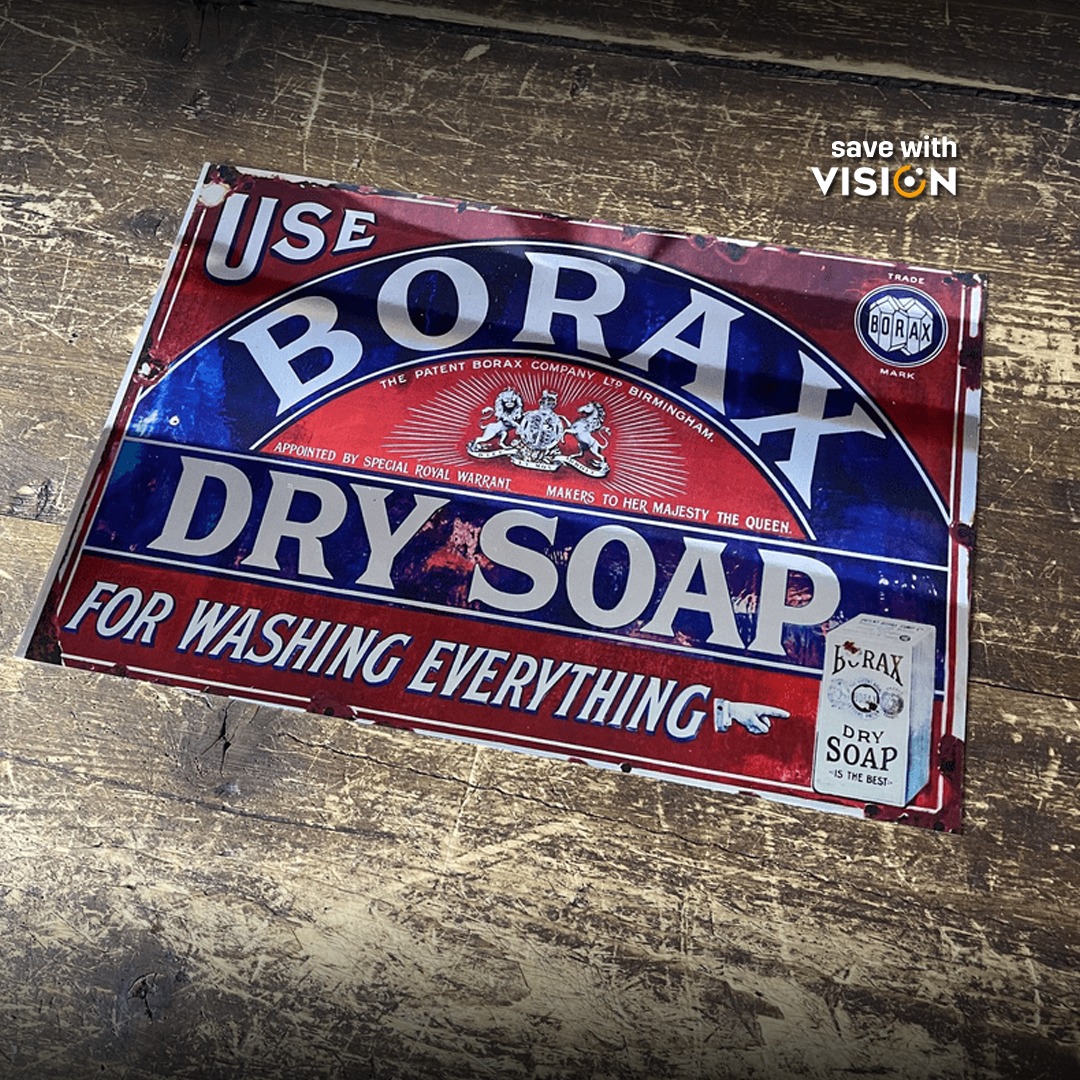 save with
VISION
USE
BORAX
TRADE
BORAX
MARK
THE PATENT BORAX COMPANY LTD BIRMINGHAM.
APPOINTED BY SPECIAL ROYAL WARRANT
MAKERS TO HER MAJESTY THE QUEEN.
DRY SOAP
FOR WASHING EVERYTHING
BORAX
DRY
SOAP
IS THE BEST